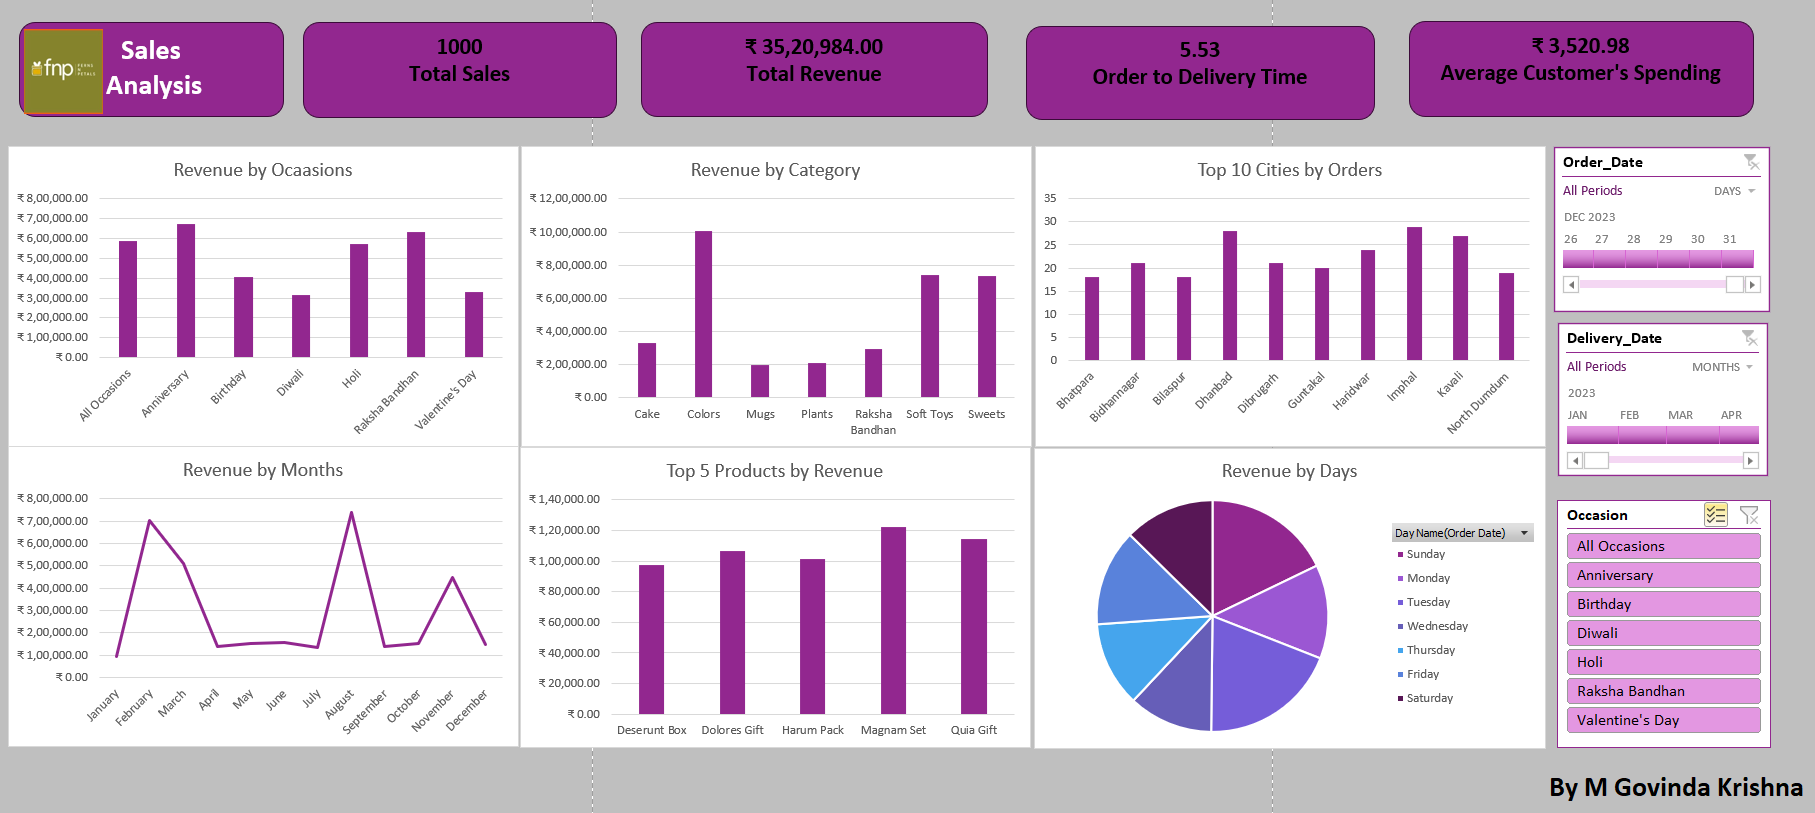 fnp FERNS N PETALS
Sales
Analysis
1000
Total Sales
₹ 35,20,984.00
Total Revenue
5.53
Order to Delivery Time
₹ 3,520.98
Average Customer's Spending
Revenue by Ocaasions
₹ 8,00,000.00
₹ 7,00,000.00
₹ 6,00,000.00
₹ 5,00,000.00
₹ 4,00,000.00
₹ 3,00,000.00
₹ 2,00,000.00
₹ 1,00,000.00
₹ 0.00
All Occasions
Anniversary
Birthday
Diwali
Holi
Raksha Bandhan
Valentine's Day
Revenue by Category
₹ 12,00,000.00
₹ 10,00,000.00
₹ 8,00,000.00
₹ 6,00,000.00
₹ 4,00,000.00
₹ 2,00,000.00
₹ 0.00
Cake
Colors
Mugs
Plants
Raksha
Bandhan
Soft Toys
Sweets
Top 10 Cities by Orders
35
30
25
20
15
10
5
0
Bhatpara
Bidhannagar
Bilaspur
Dhanbad
Dibrugarh
Guntakal
Haridwar
Imphal
Kavali
North Dumdum
Order_Date
All Periods
DAYS
DEC 2023
26 27 28 29 30 31
Delivery_Date
All Periods
MONTHS
2023
JAN FEB MAR APR
Revenue by Months
₹ 8,00,000.00
₹ 7,00,000.00
₹ 6,00,000.00
₹ 5,00,000.00
₹ 4,00,000.00
₹ 3,00,000.00
₹ 2,00,000.00
₹ 1,00,000.00
₹ 0.00
January
February
March
April
May
June
July
August
September
October
November
December
Top 5 Products by Revenue
₹ 1,40,000.00
₹ 1,20,000.00
₹ 1,00,000.00
₹ 80,000.00
₹ 60,000.00
₹ 40,000.00
₹ 20,000.00
₹ 0.00
Deserunt Box
Dolores Gift
Harum Pack
Magnam Set
Quia Gift
Revenue by Days
Day Name(Order Date)
Sunday
Monday
Tuesday
Wednesday
Thursday
Friday
Saturday
Occasion
All Occasions
Anniversary
Birthday
Diwali
Holi
Raksha Bandhan
Valentine's Day
By M Govinda Krishna